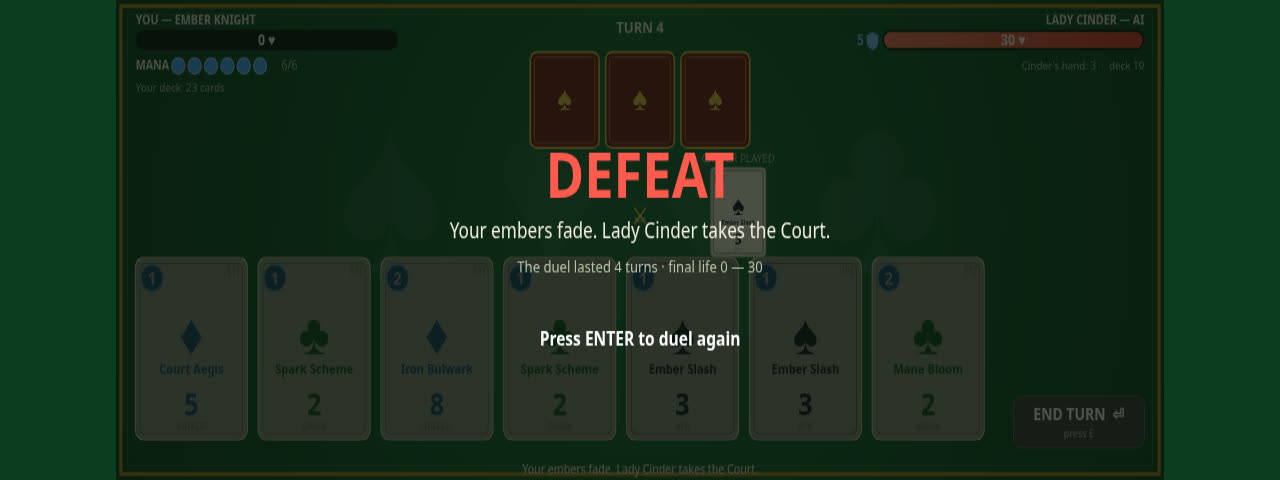 YOU — EMBER KNIGHT
0 ♥
MANA 6/6
Your deck: 23 cards
TURN 4
LADY CINDER — AI
5 30 ♥
Cinder's hand: 3 · deck 19
PLAYED
DEFEAT
Your embers fade. Lady Cinder takes the Court.
The duel lasted 4 turns · final life 0 — 30
Press ENTER to duel again
1
Court Aegis
5
1
Spark Scheme
2
2
Iron Bulwark
8
1
Spark Scheme
2
1
Ember Slash
3
1
Ember Slash
3
2
Mana Bloom
2
END TURN ⏎
press E
Your embers fade. Lady Cinder takes the Court.